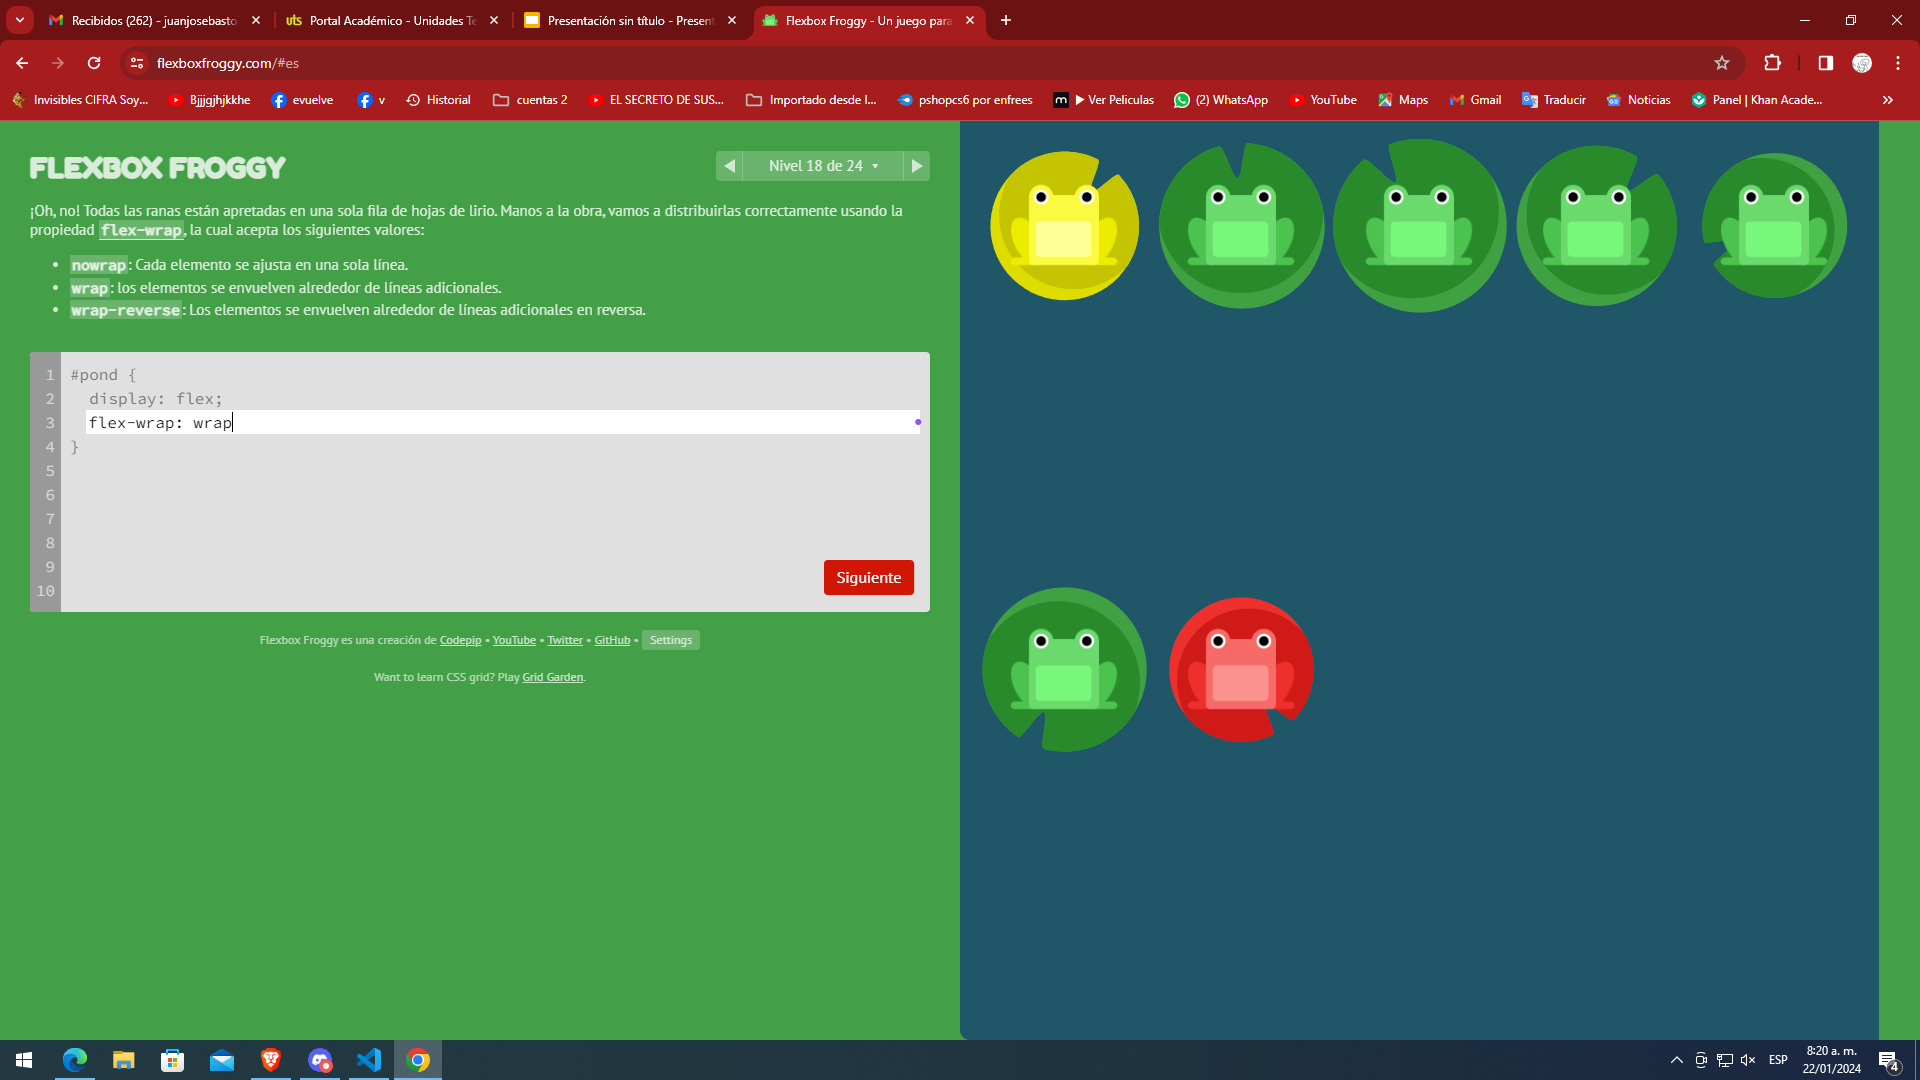 Recibidos (262) - juanjosebasto
Portal Académico - Unidades Te
Presentación sin título - Present
Flexbox Froggy - Un juego para
flexboxfroggy.com/#es
Invisibles CIFRA Soy...
Bjjjgjhjkkhe
evuelve
v
Historial
cuentas 2
EL SECRETO DE SUS...
Importado desde l...
pshopcs6 por enfrees
▶ Ver Peliculas
(2) WhatsApp
YouTube
Maps
Gmail
Traducir
Noticias
Panel | Khan Acade...
FLEXBOX FROGGY
Nivel 18 de 24
¡Oh, no! Todas las ranas están apretadas en una sola fila de hojas de lirio. Manos a la obra, vamos a distribuirlas correctamente usando la
propiedad flex-wrap, la cual acepta los siguientes valores:
• nowrap: Cada elemento se ajusta en una sola línea.
• wrap: los elementos se envuelven alrededor de líneas adicionales.
• wrap-reverse: Los elementos se envuelven alrededor de líneas adicionales en reversa.
1 #pond {
2 display: flex;
3 flex-wrap: wrap
4 }
5
6
7
8
9
10
Siguiente
Flexbox Froggy es una creación de Codepip • YouTube • Twitter • GitHub • Settings
Want to learn CSS grid? Play Grid Garden.
ESP
8:20 a. m.
22/01/2024
4